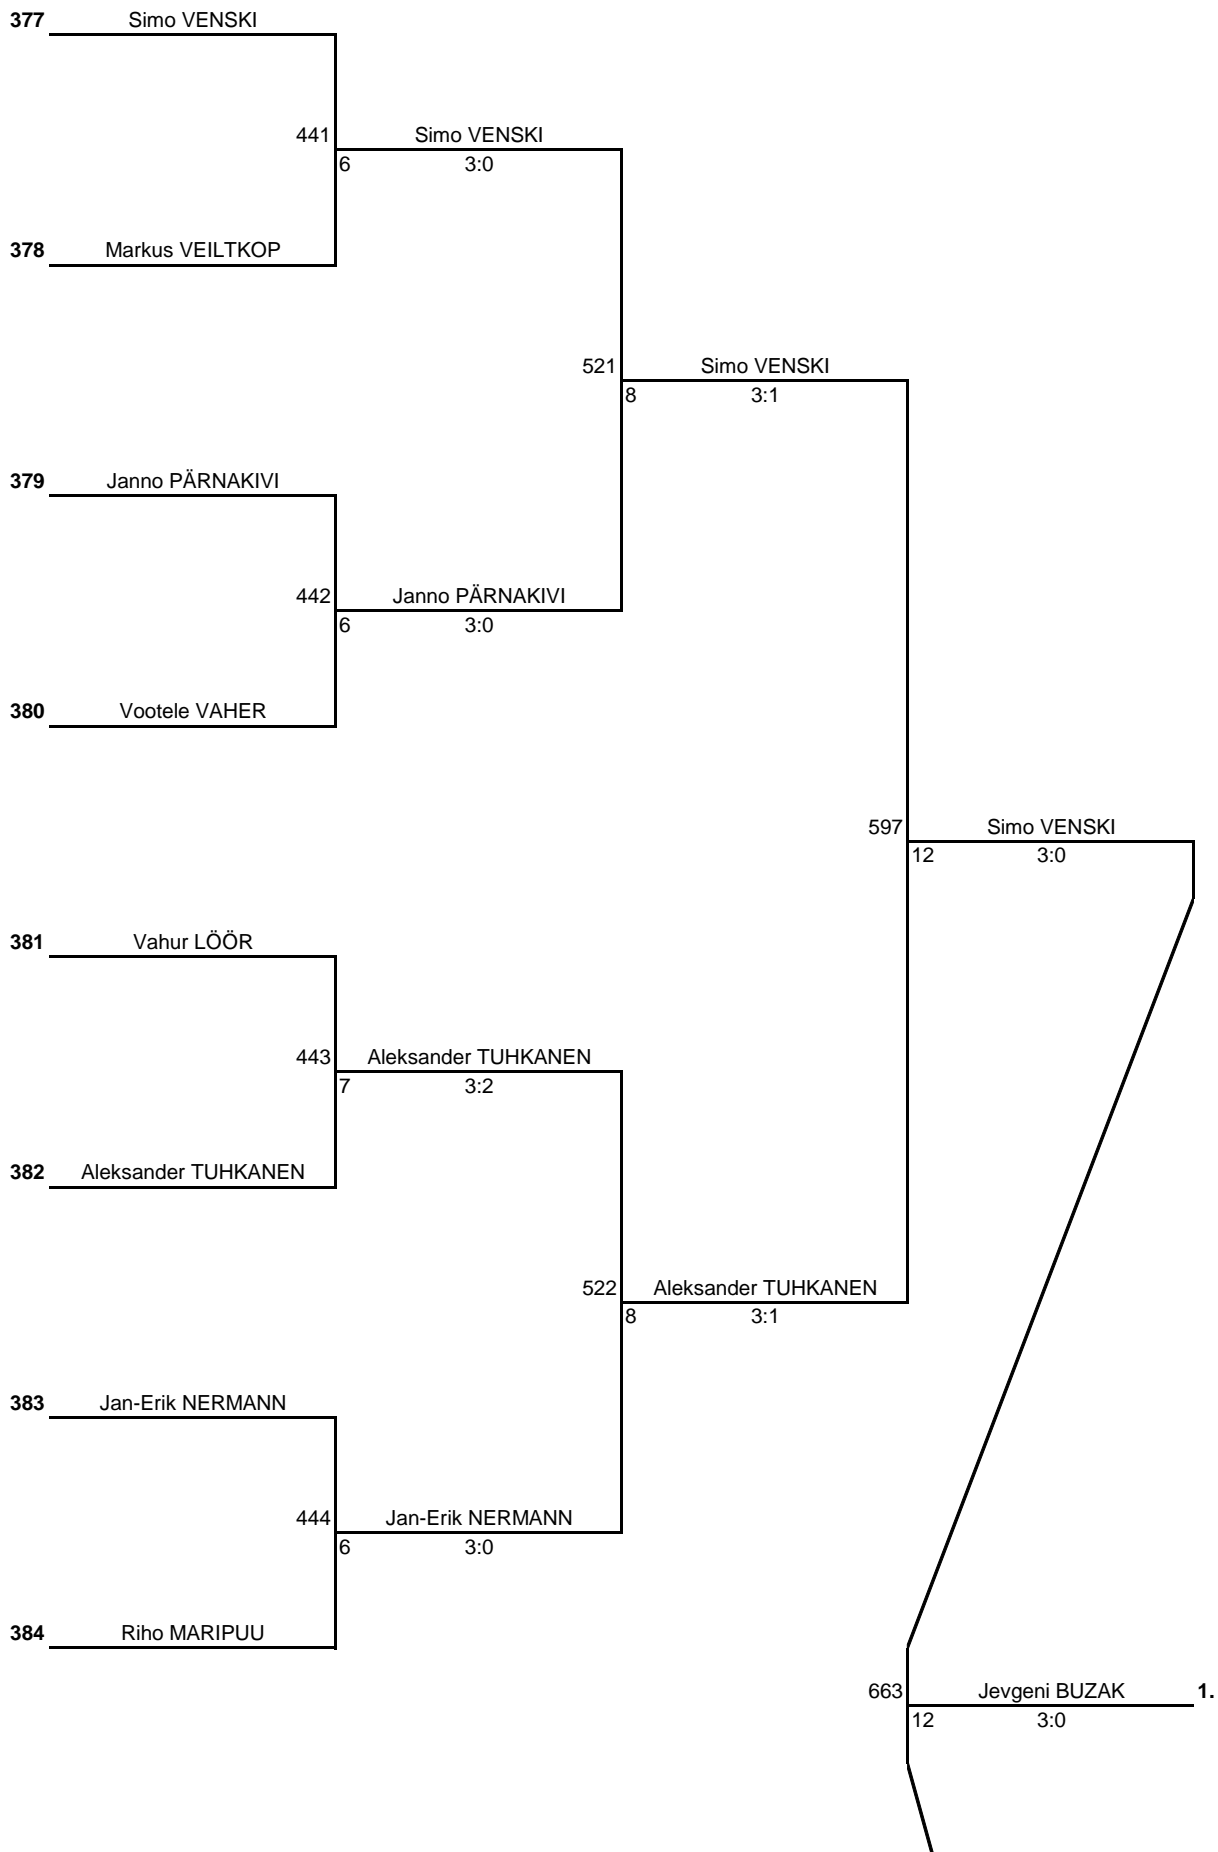 377 Simo VENSKI
441 Simo VENSKI
6 3:0
378 Markus VEILTKOP
521 Simo VENSKI
8 3:1
379 Janno PÄRNAKIVI
442 Janno PÄRNAKIVI
6 3:0
380 Vootele VAHER
597 Simo VENSKI
12 3:0
381 Vahur LÖÖR
443 Aleksander TUHKANEN
7 3:2
382 Aleksander TUHKANEN
522 Aleksander TUHKANEN
8 3:1
383 Jan-Erik NERMANN
444 Jan-Erik NERMANN
6 3:0
384 Riho MARIPUU
663 Jevgeni BUZAK 1.
12 3:0